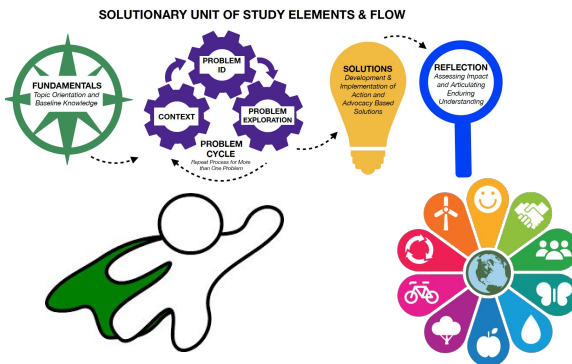 SOLUTIONARY UNIT OF STUDY ELEMENTS & FLOW
FUNDAMENTALS
Topic Orientation and
Baseline Knowledge
PROBLEM
ID
CONTEXT
PROBLEM
EXPLORATION
PROBLEM
CYCLE
Repeat Process for More
than One Problem
SOLUTIONS
Development &
Implementation of
Action and
Advocacy Based
Solutions
REFLECTION
Assessing Impact
and Articulating
Enduring
Understanding